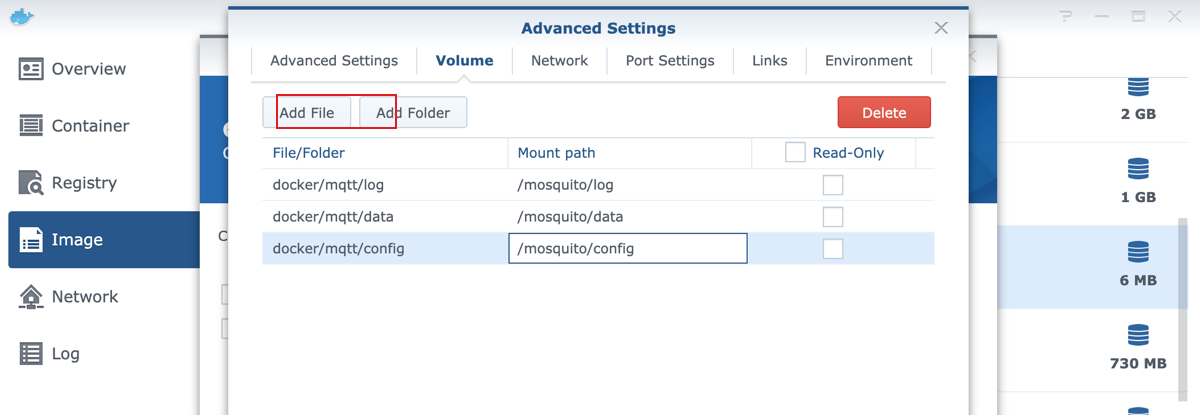 Advanced Settings
Advanced Settings Volume Network Port Settings Links Environment
Add File Add Folder Delete
File/Folder Mount path Read-Only
docker/mqtt/log /mosquito/log
docker/mqtt/data /mosquito/data
docker/mqtt/config /mosquito/config
Overview
Container
Registry
Image
Network
Log
2 GB
1 GB
6 MB
730 MB